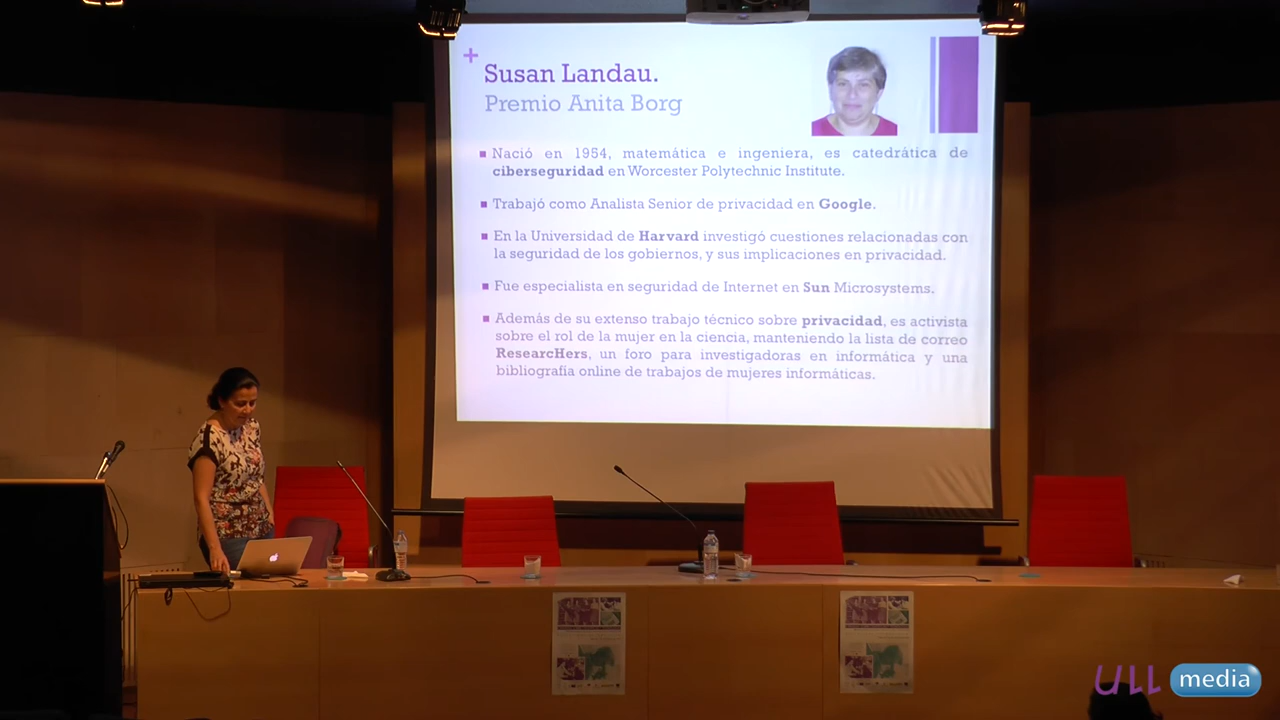 +
Susan Landau.
Premio Anita Borg
Nació en 1954, matemática e ingeniera, es catedrática de
ciberseguridad en Worcester Polytechnic Institute.
Trabajó como Analista Senior de privacidad en Google.
En la Universidad de Harvard investigó cuestiones relacionadas con
la seguridad de los gobiernos, y sus implicaciones en privacidad.
Fue especialista en seguridad de Internet en Sun Microsystems.
Además de su extenso trabajo técnico sobre privacidad, es activista
sobre el rol de la mujer en la ciencia, manteniendo la lista de correo
ResearcHers, un foro para investigadoras en informática y una
bibliografía online de trabajos de mujeres informáticas.
ULL media